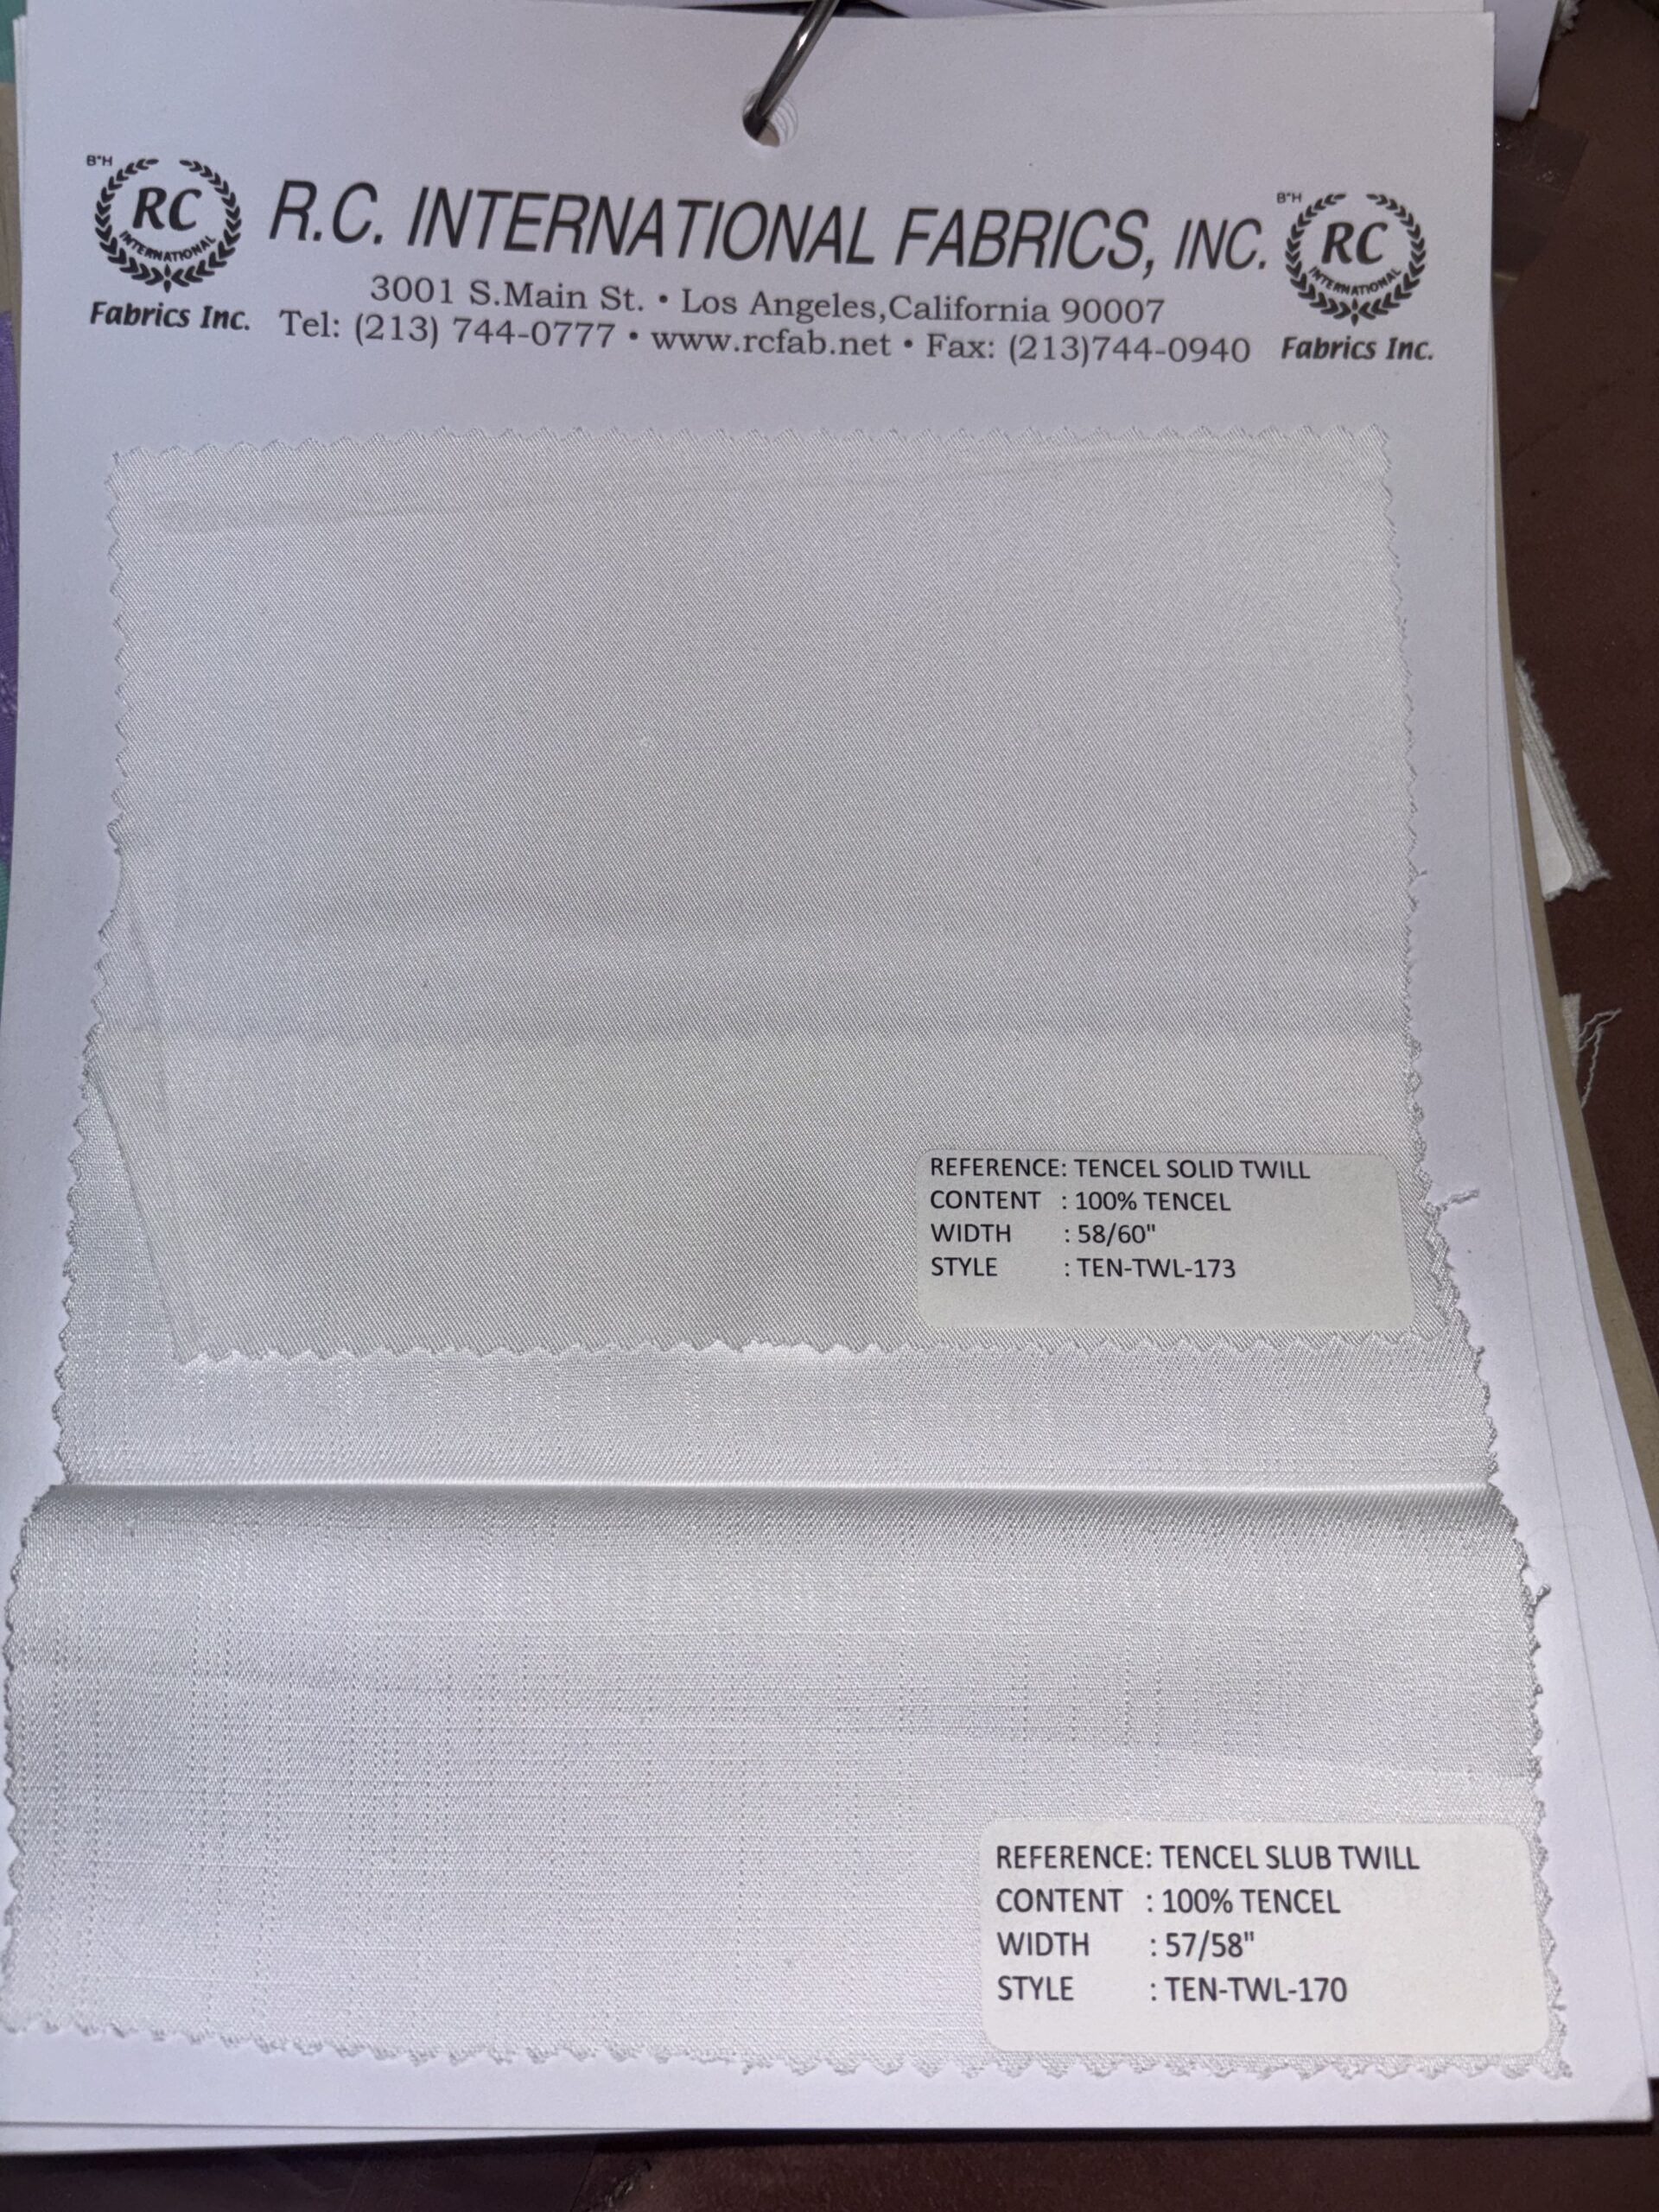 B"H
RC
INTERNATIONAL
Fabrics Inc.
R.C. INTERNATIONAL FABRICS, INC.
3001 S.Main St. • Los Angeles,California 90007
Tel: (213) 744-0777 • www.rcfab.net • Fax: (213)744-0940
B"H
RC
INTERNATIONAL
Fabrics Inc.
REFERENCE: TENCEL SOLID TWILL
CONTENT : 100% TENCEL
WIDTH : 58/60"
STYLE : TEN-TWL-173
REFERENCE: TENCEL SLUB TWILL
CONTENT : 100% TENCEL
WIDTH : 57/58"
STYLE : TEN-TWL-170